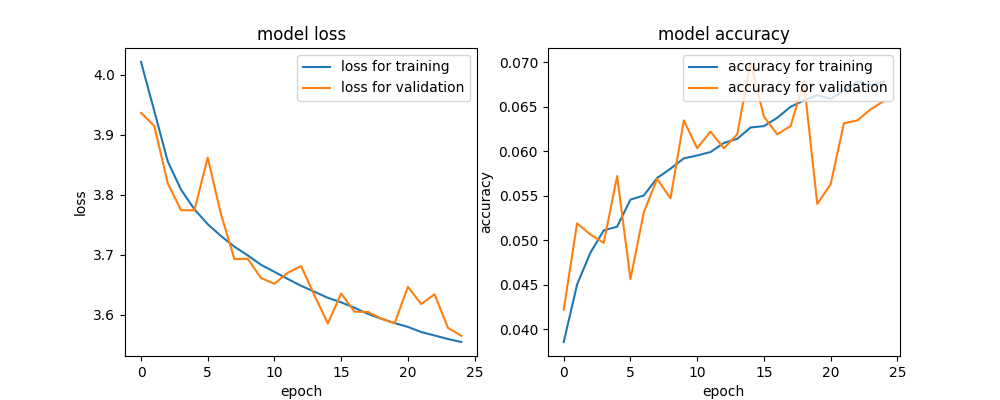 model loss
loss for training
loss for validation
4.0
3.9
3.8
3.7
3.6
loss
0
5
10
15
20
25
epoch
model accuracy
accuracy for training
accuracy for validation
0.070
0.065
0.060
0.055
0.050
0.045
0.040
accuracy
0
5
10
15
20
25
epoch